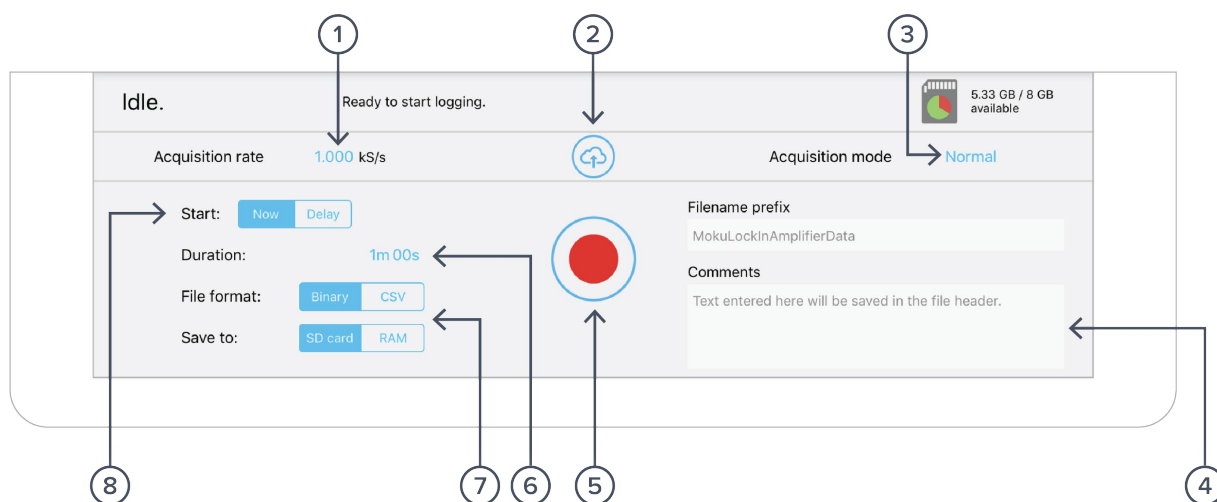 1
2
3
Idle.
Ready to start logging.
5.33 GB / 8 GB
available
Acquisition rate
1.000 kS/s
Acquisition mode
Normal
Start:
Now
Delay
Duration:
1m 00s
File format:
Binary
CSV
Save to:
SD card
RAM
Filename prefix
MokuLockInAmplifierData
Comments
Text entered here will be saved in the file header.
8
7
6
5
4